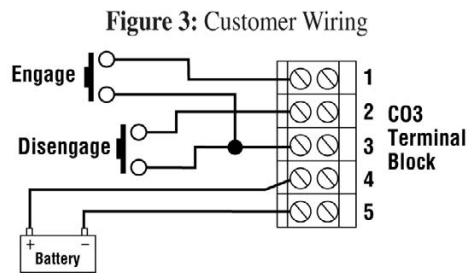 Figure 3: Customer Wiring
Engage
Disengage
1
2
3
4
5
CO3
Terminal
Block
+ -
Battery